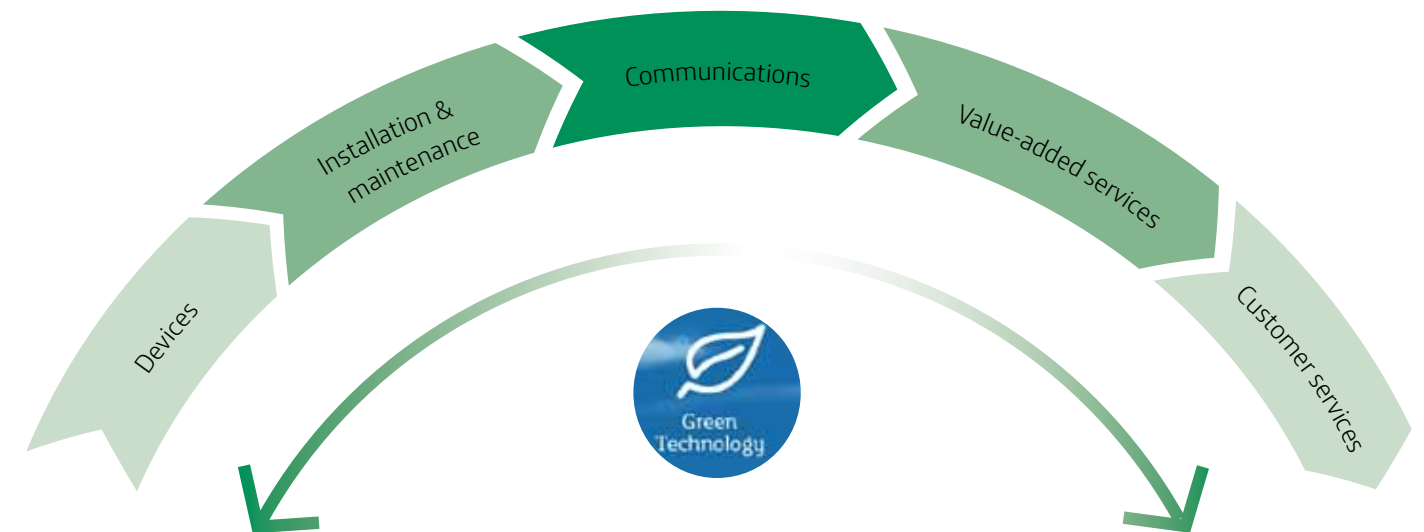 Devices
Installation &
maintenance
Communications
Value-added services
Customer services
Green
Technology